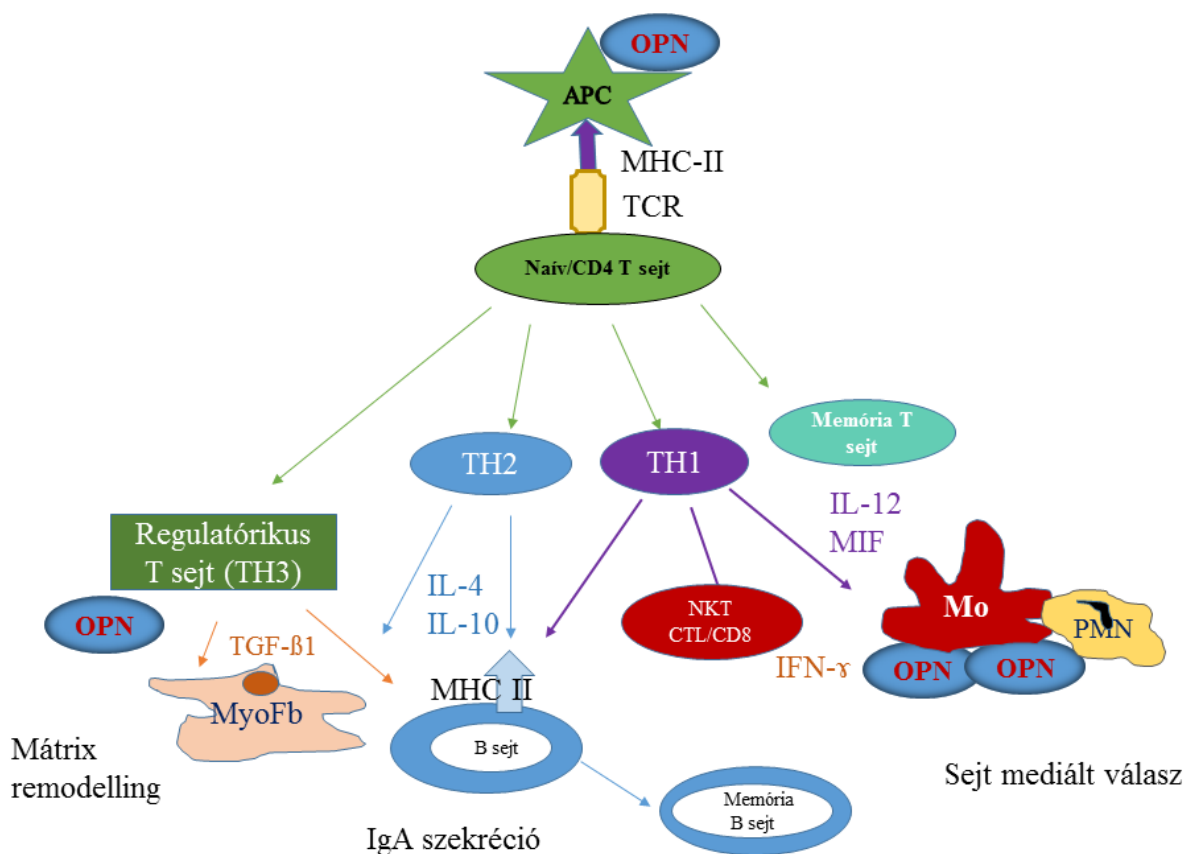 OPN
APC
MHC-II
TCR
Naív/CD4 T sejt
Memória T
sejt
TH2
TH1
IL-12
MIF
Regulatórikus
T sejt (TH3)
IL-4
IL-10
NKT
CTL/CD8
Mo
PMN
OPN
OPN
OPN
TGF-ß1
IFN-ɤ
MHC II
MyoFb
B sejt
Mátrix
remodelling
Sejt mediált válasz
Memória
B sejt
IgA szekréció